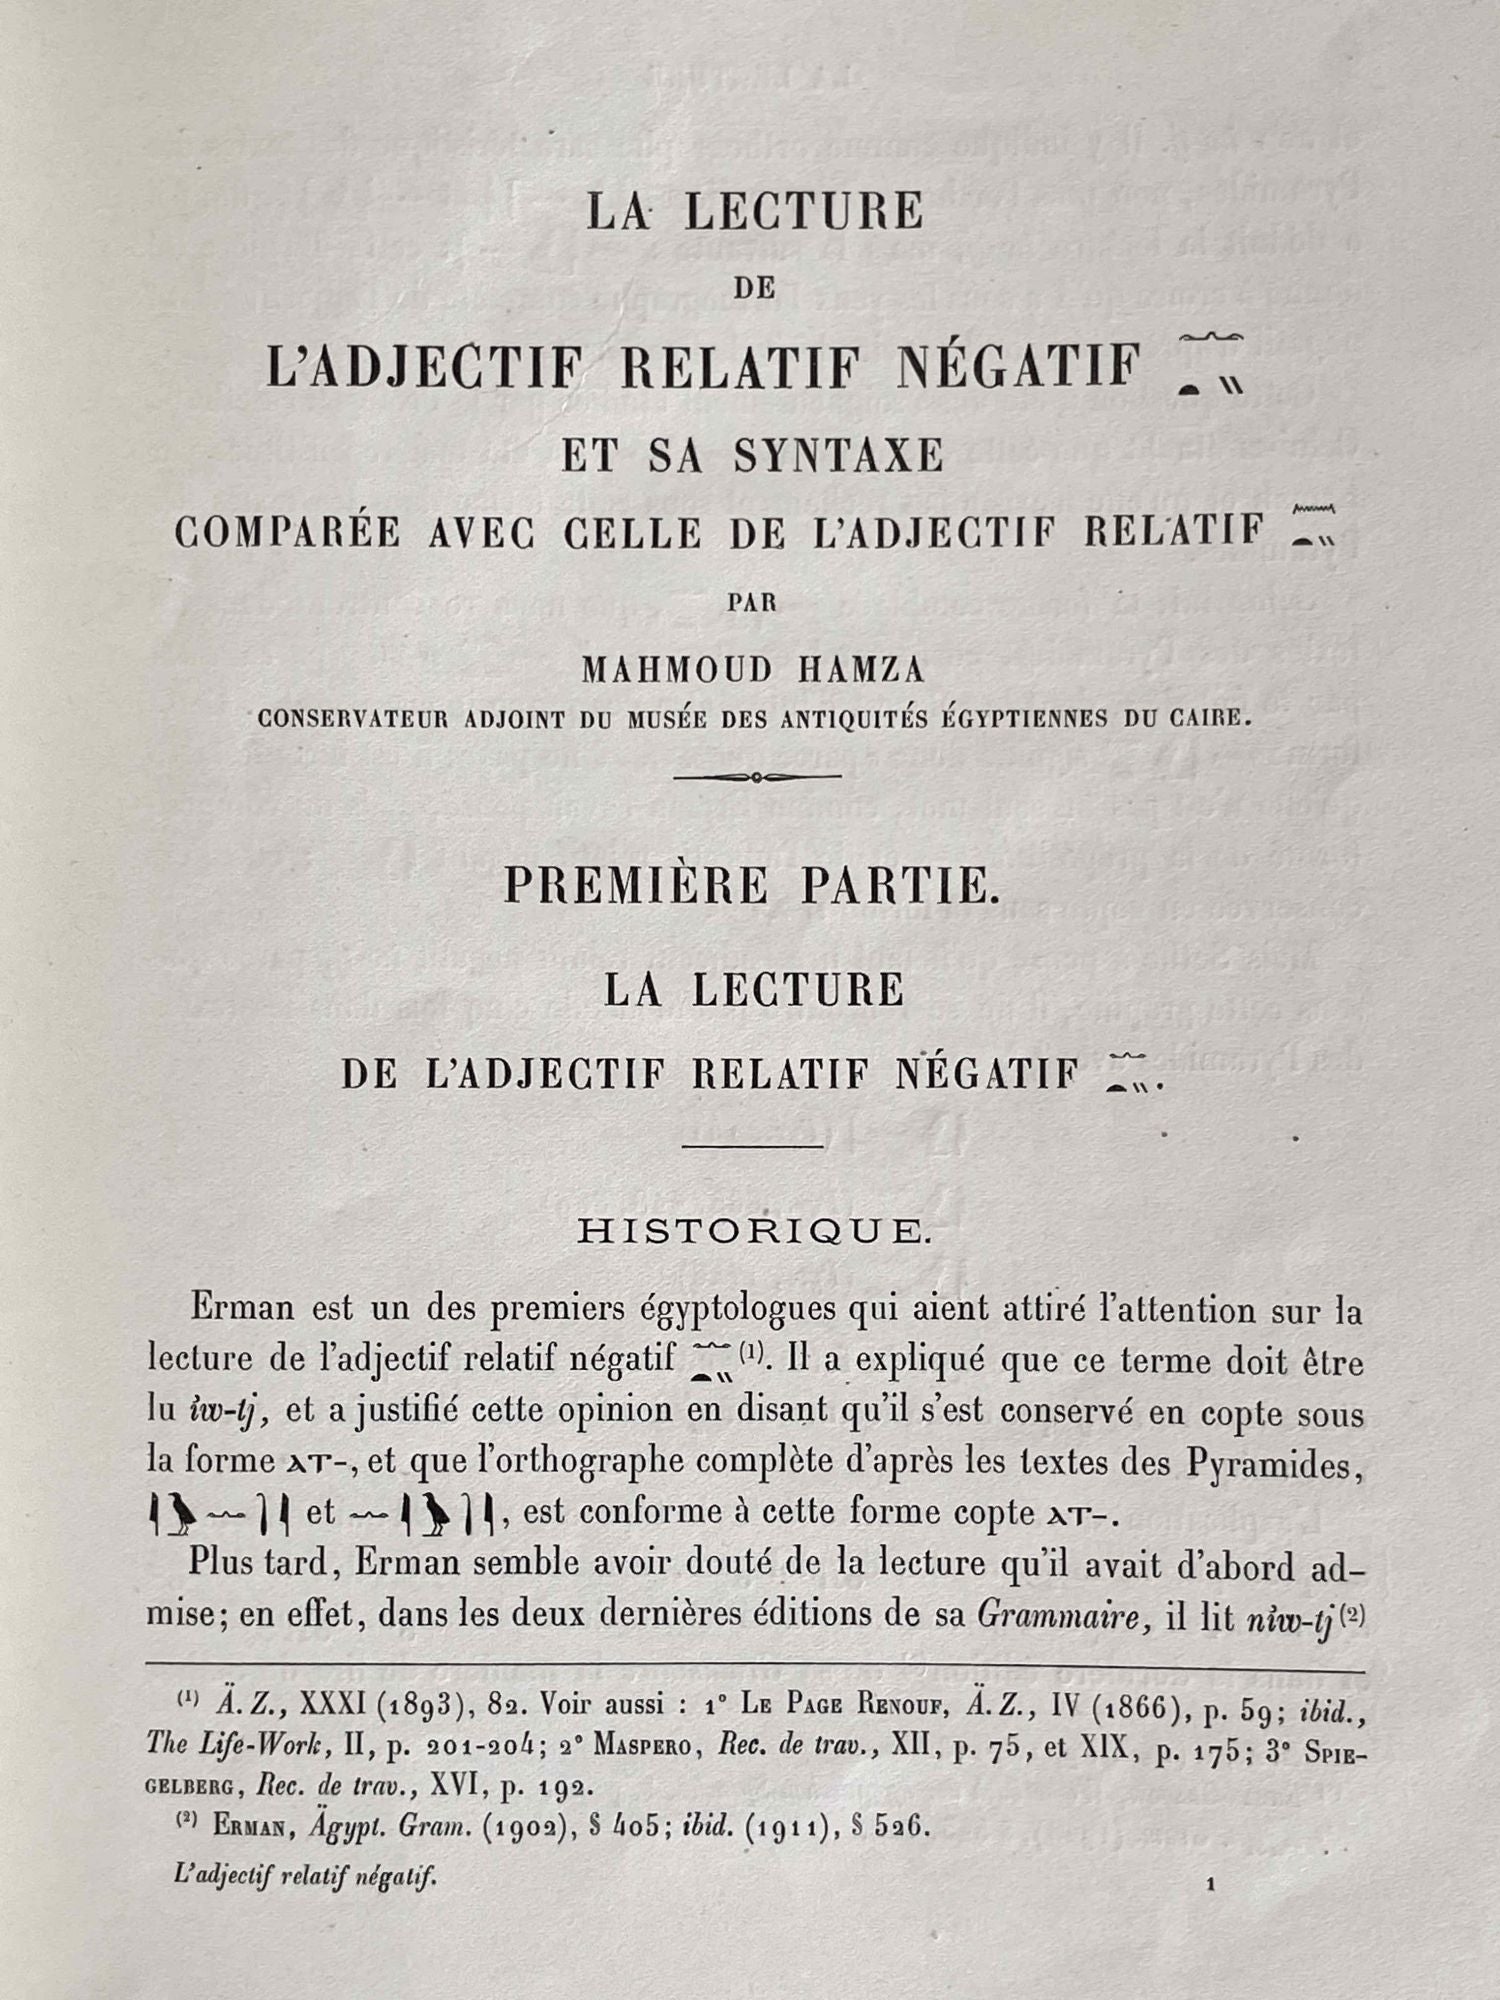 LA LECTURE
DE
L'ADJECTIF RELATIF NÉGATIF 𓂜𓏏𓏭
ET SA SYNTAXE
COMPARÉE AVEC CELLE DE L'ADJECTIF RELATIF 𓈖𓏏𓏭
PAR
MAHMOUD HAMZA
CONSERVATEUR ADJOINT DU MUSÉE DES ANTIQUITÉS ÉGYPTIENNES DU CAIRE.
PREMIÈRE PARTIE.
LA LECTURE
DE L'ADJECTIF RELATIF NÉGATIF 𓂜𓏏𓏭.
HISTORIQUE.
Erman est un des premiers égyptologues qui aient attiré l'attention sur la
lecture de l'adjectif relatif négatif 𓂜𓏏𓏭 (1). Il a expliqué que ce terme doit être
lu iw-tj, et a justifié cette opinion en disant qu'il s'est conservé en copte sous
la forme ⲁⲧ-, et que l'orthographe complète d'après les textes des Pyramides,
𓇋𓅱𓂜𓍘𓇋 et 𓂜𓇋𓅱𓍘𓇋, est conforme à cette forme copte ⲁⲧ-.
Plus tard, Erman semble avoir douté de la lecture qu'il avait d'abord ad-
mise; en effet, dans les deux dernières éditions de sa Grammaire, il lit niw-tj (2)
(1) Ä. Z., XXXI (1893), 82. Voir aussi : 1° LE PAGE RENOUF, Ä. Z., IV (1866), p. 59; ibid.,
The Life-Work, II, p. 201-204; 2° MASPERO, Rec. de trav., XII, p. 75, et XIX, p. 175; 3° SPIE-
GELBERG, Rec. de trav., XVI, p. 192.
(2) ERMAN, Ägypt. Gram. (1902), § 405; ibid. (1911), § 526.
L'adjectif relatif négatif. 1